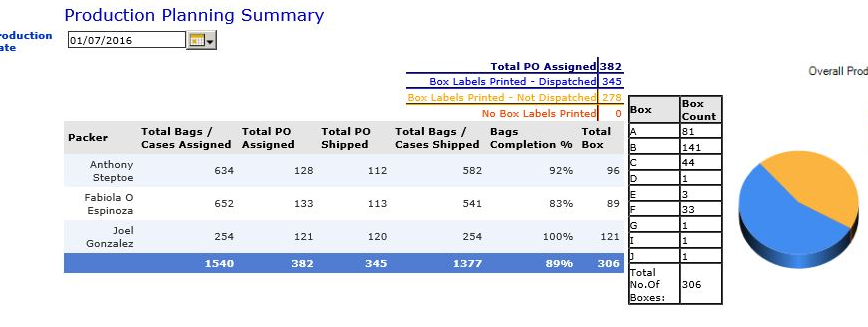 Production Planning Summary
roduction
ate
01/07/2016
Total PO Assigned 382
Box Labels Printed - Dispatched 345
Box Labels Printed - Not Dispatched 278
No Box Labels Printed 0
Overall Prod
Packer Total Bags / Cases Assigned Total PO Assigned Total PO Shipped Total Bags / Cases Shipped Bags Completion % Total Box
Anthony Steptoe 634 128 112 582 92% 96
Fabiola O Espinoza 652 133 113 541 83% 89
Joel Gonzalez 254 121 120 254 100% 121
1540 382 345 1377 89% 306
Box Box Count
A 81
B 141
C 44
D 1
E 3
F 33
G 1
I 1
J 1
Total No.Of Boxes: 306